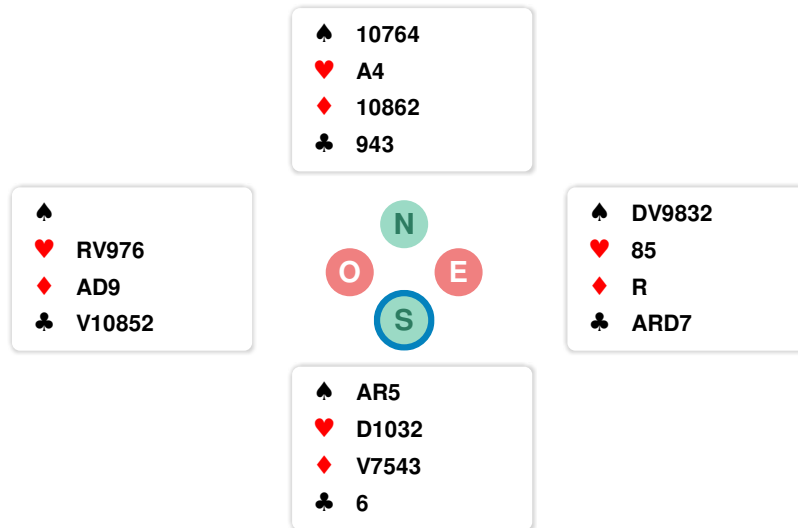 ♠ 10764
♥ A4
♦ 10862
♣ 943
♠
♥ RV976
♦ AD9
♣ V10852
N
O E
S
♠ DV9832
♥ 85
♦ R
♣ ARD7
♠ AR5
♥ D1032
♦ V7543
♣ 6